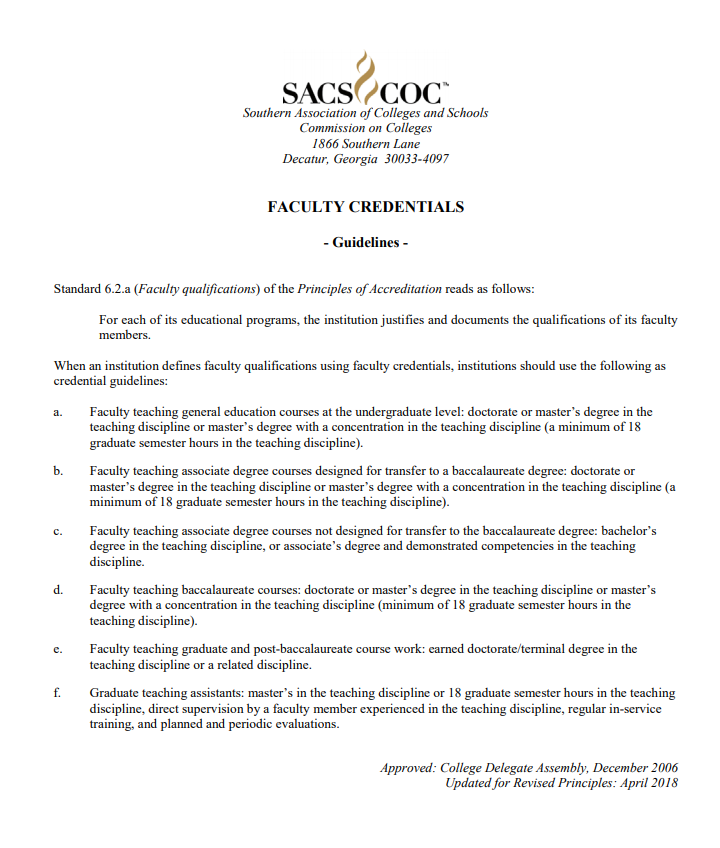 SACS COC™
Southern Association of Colleges and Schools
Commission on Colleges
1866 Southern Lane
Decatur, Georgia 30033-4097
FACULTY CREDENTIALS
- Guidelines -
Standard 6.2.a (Faculty qualifications) of the Principles of Accreditation reads as follows:
For each of its educational programs, the institution justifies and documents the qualifications of its faculty
members.
When an institution defines faculty qualifications using faculty credentials, institutions should use the following as
credential guidelines:
a. Faculty teaching general education courses at the undergraduate level: doctorate or master’s degree in the
teaching discipline or master’s degree with a concentration in the teaching discipline (a minimum of 18
graduate semester hours in the teaching discipline).
b. Faculty teaching associate degree courses designed for transfer to a baccalaureate degree: doctorate or
master’s degree in the teaching discipline or master’s degree with a concentration in the teaching discipline (a
minimum of 18 graduate semester hours in the teaching discipline).
c. Faculty teaching associate degree courses not designed for transfer to the baccalaureate degree: bachelor’s
degree in the teaching discipline, or associate’s degree and demonstrated competencies in the teaching
discipline.
d. Faculty teaching baccalaureate courses: doctorate or master’s degree in the teaching discipline or master’s
degree with a concentration in the teaching discipline (minimum of 18 graduate semester hours in the
teaching discipline).
e. Faculty teaching graduate and post-baccalaureate course work: earned doctorate/terminal degree in the
teaching discipline or a related discipline.
f. Graduate teaching assistants: master’s in the teaching discipline or 18 graduate semester hours in the teaching
discipline, direct supervision by a faculty member experienced in the teaching discipline, regular in-service
training, and planned and periodic evaluations.
Approved: College Delegate Assembly, December 2006
Updated for Revised Principles: April 2018